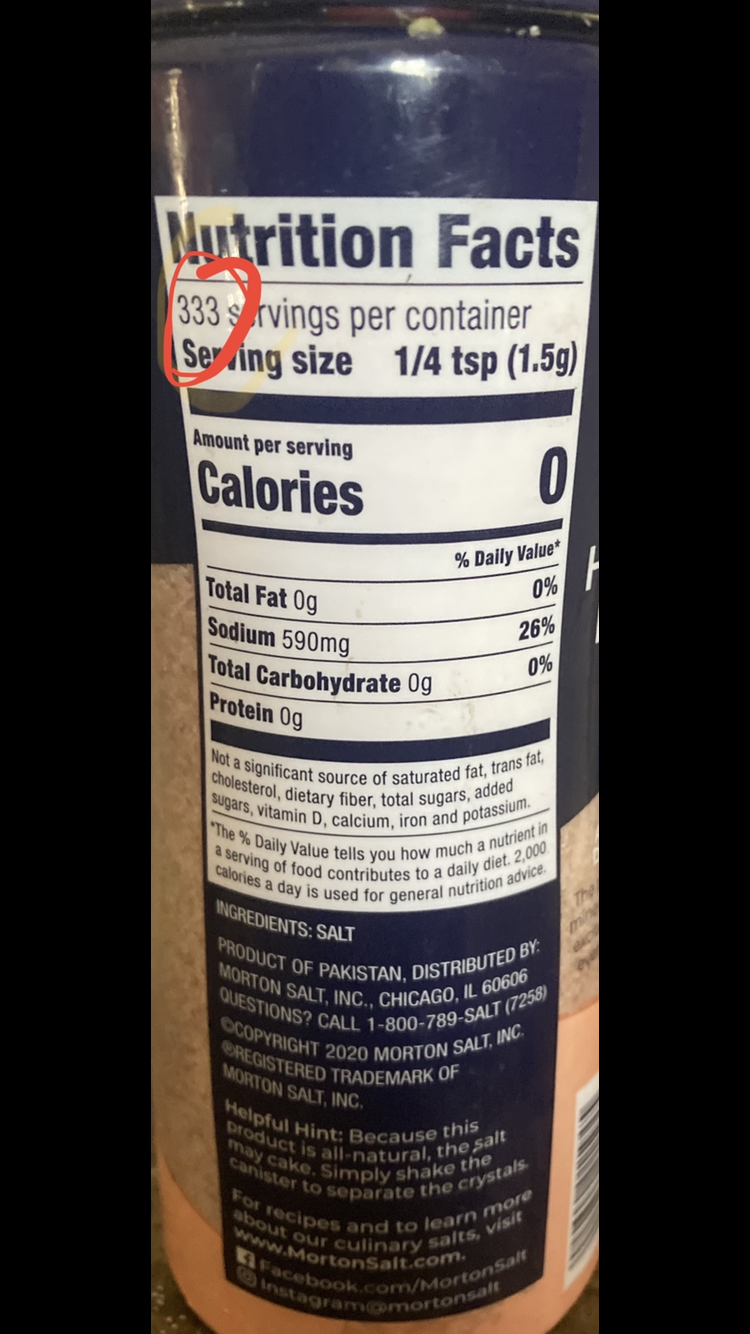 Nutrition Facts
333 servings per container
Serving size 1/4 tsp (1.5g)
Amount per serving
Calories 0
% Daily Value*
Total Fat 0g 0%
Sodium 590mg 26%
Total Carbohydrate 0g 0%
Protein 0g
Not a significant source of saturated fat, trans fat,
cholesterol, dietary fiber, total sugars, added
sugars, vitamin D, calcium, iron and potassium.
*The % Daily Value tells you how much a nutrient in
a serving of food contributes to a daily diet. 2,000
calories a day is used for general nutrition advice.
INGREDIENTS: SALT
PRODUCT OF PAKISTAN, DISTRIBUTED BY:
MORTON SALT, INC., CHICAGO, IL 60606
QUESTIONS? CALL 1-800-789-SALT (7258)
©COPYRIGHT 2020 MORTON SALT, INC.
®REGISTERED TRADEMARK OF
MORTON SALT, INC.
Helpful Hint: Because this
product is all-natural, the salt
may cake. Simply shake the
canister to separate the crystals.
For recipes and to learn more
about our culinary salts, visit
www.MortonSalt.com.
Facebook.com/MortonSalt
Instagram@mortonsalt